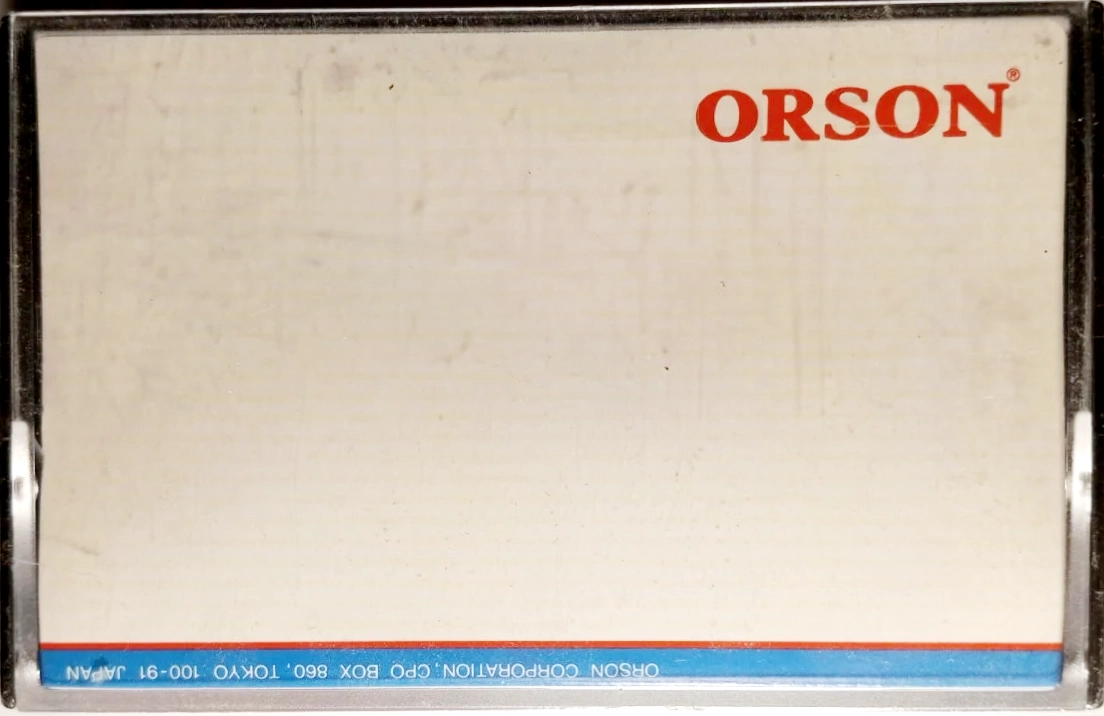 ORSON®
ORSON CORPORATION, CPO BOX 860, TOKYO 100-91 JAPAN